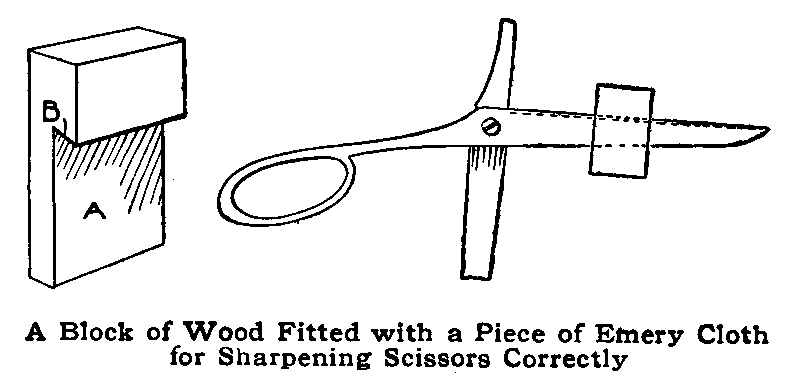 B
A
A Block of Wood Fitted with a Piece of Emery Cloth
for Sharpening Scissors Correctly